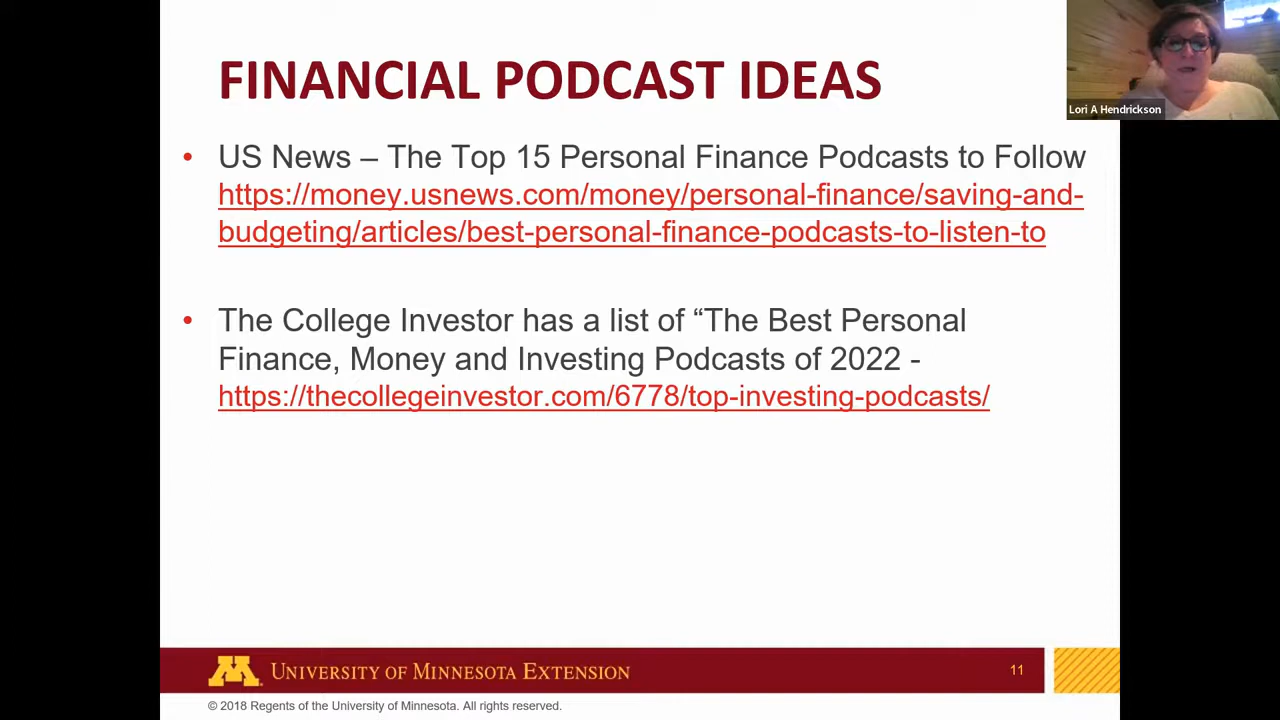 FINANCIAL PODCAST IDEAS
Lori A Hendrickson
• US News – The Top 15 Personal Finance Podcasts to Follow
https://money.usnews.com/money/personal-finance/saving-and-
budgeting/articles/best-personal-finance-podcasts-to-listen-to
• The College Investor has a list of “The Best Personal
Finance, Money and Investing Podcasts of 2022 -
https://thecollegeinvestor.com/6778/top-investing-podcasts/
M UNIVERSITY OF MINNESOTA EXTENSION
11
© 2018 Regents of the University of Minnesota. All rights reserved.